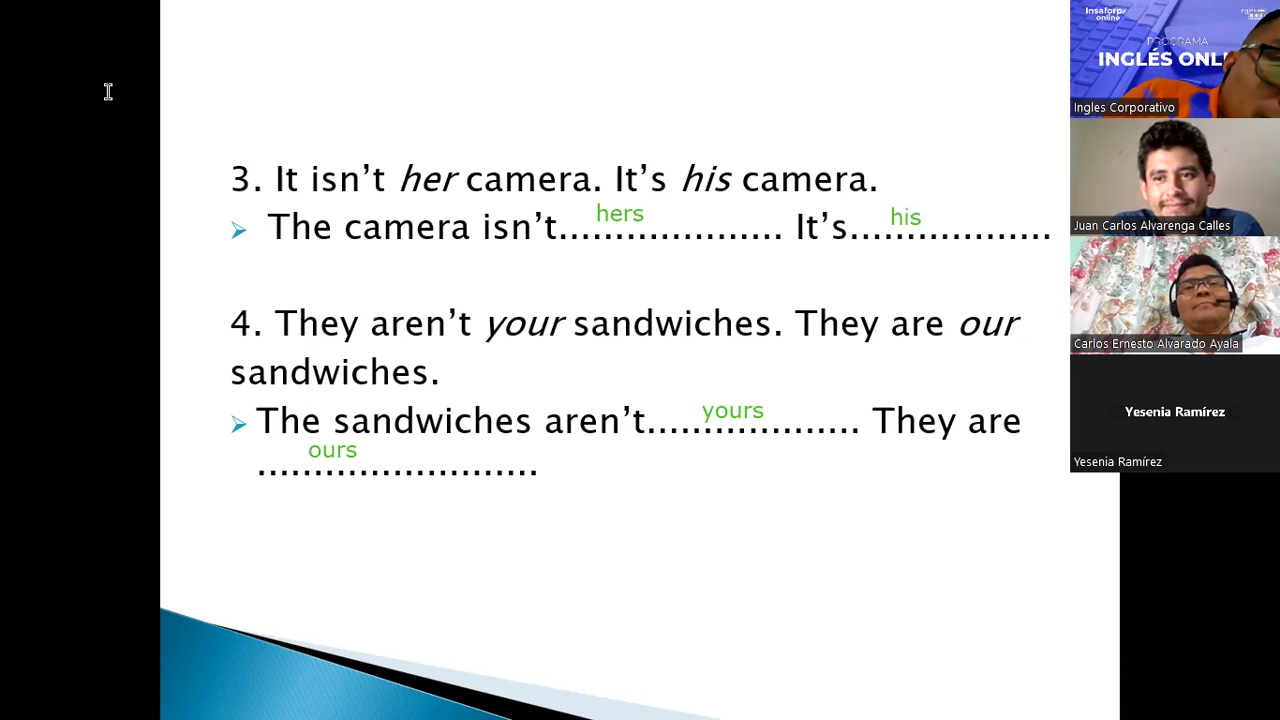 3. It isn’t her camera. It’s his camera.
The camera isn’t.................... It’s..................
hers
his
4. They aren’t your sandwiches. They are our
sandwiches.
The sandwiches aren’t................... They are
yours
.........................
ours
Insaforp
online
PROGRAMA
INGLÉS ONL
Ingles Corporativo
Juan Carlos Alvarenga Calles
Carlos Ernesto Alvarado Ayala
Yesenia Ramírez
Yesenia Ramírez